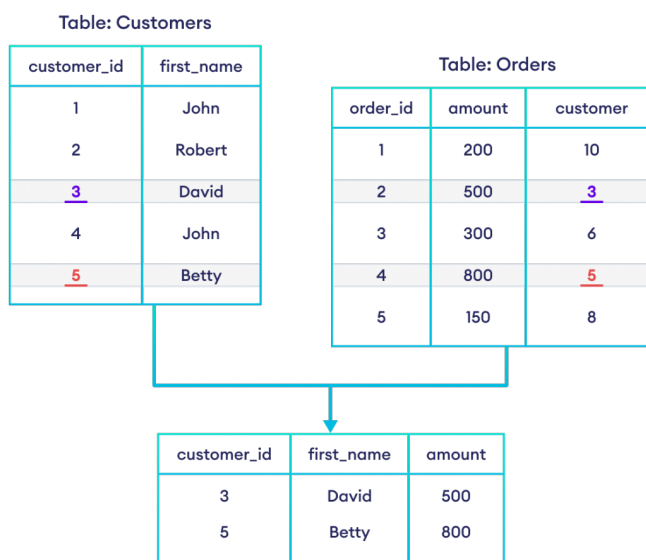 Table: Customers
customer_id first_name
1 John
2 Robert
3 David
4 John
5 Betty
Table: Orders
order_id amount customer
1 200 10
2 500 3
3 300 6
4 800 5
5 150 8
customer_id first_name amount
3 David 500
5 Betty 800